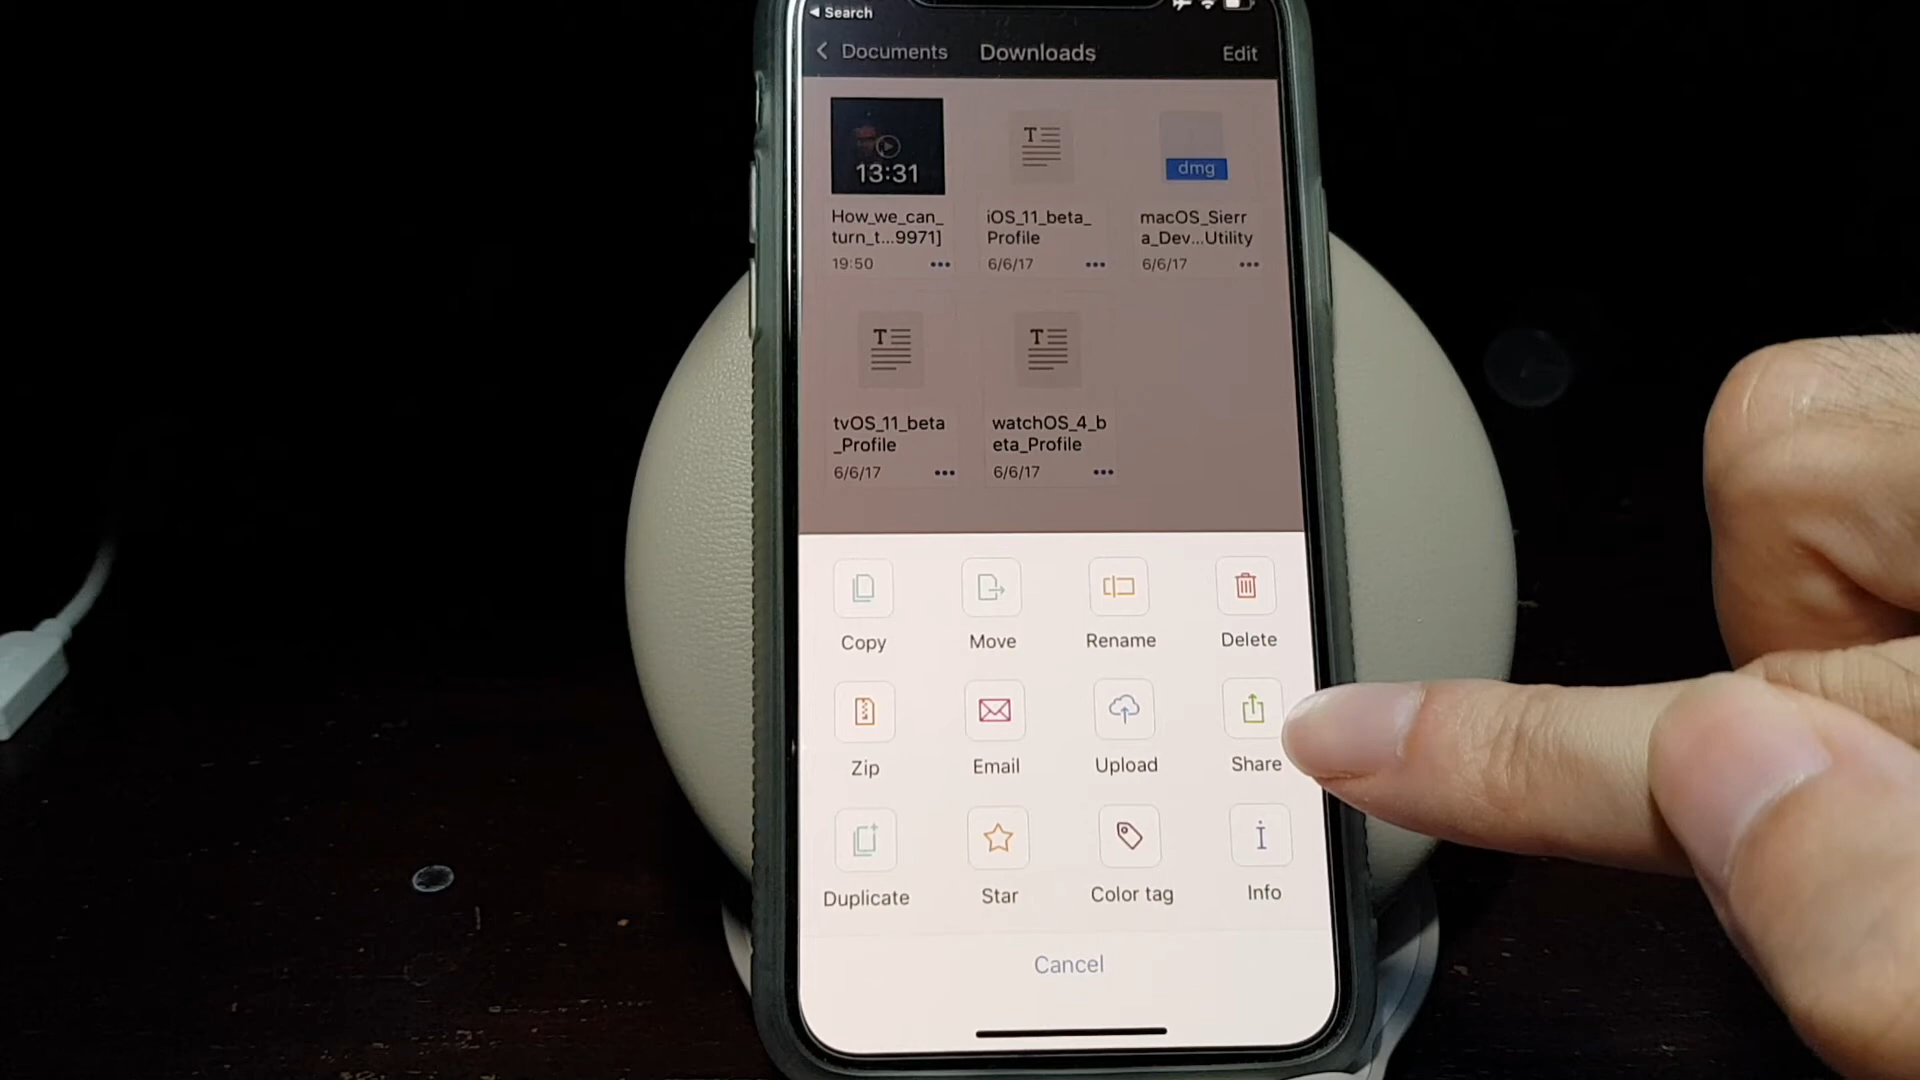 Search
Documents Downloads Edit
13:31
T T dmg
How_we_can_ iOS_11_beta_ macOS_Sierr
turn_t...9971] Profile a_Dev...Utility
19:50 6/6/17 6/6/17
T T
tvOS_11_beta watchOS_4_b
_Profile eta_Profile
6/6/17 6/6/17
Copy Move Rename Delete
Zip Email Upload Share
Duplicate Star Color tag Info
Cancel